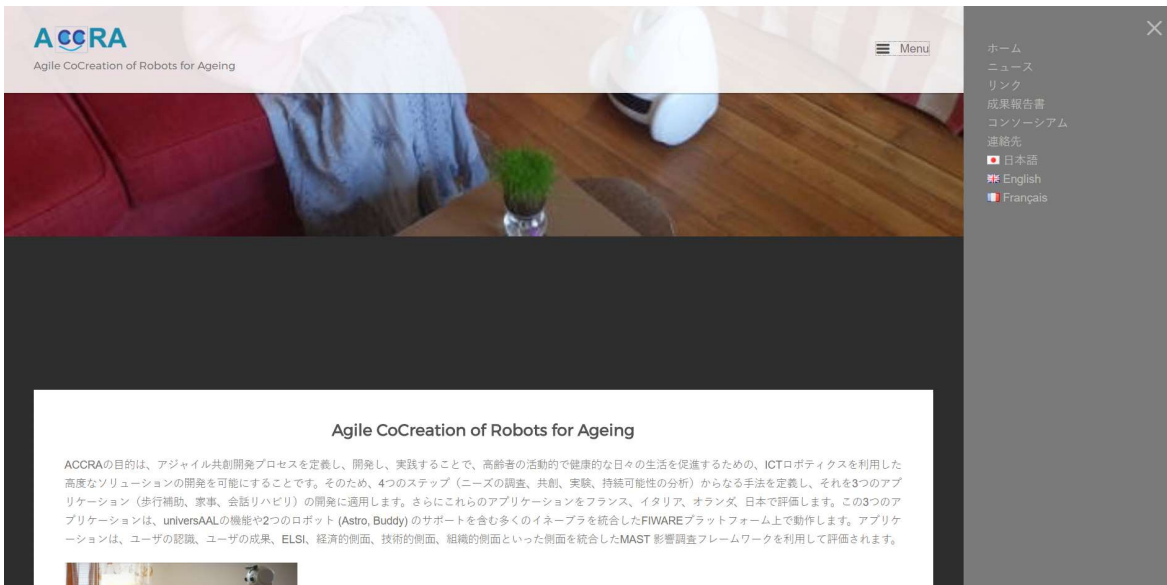 ACCRA
Agile CoCreation of Robots for Ageing
Menu
ホーム
ニュース
リンク
成果報告書
コンソーシアム
連絡先
日本語
English
Français
Agile CoCreation of Robots for Ageing
ACCRAの目的は、アジャイル共創開発プロセスを定義し、開発し、実践することで、高齢者の活動的で健康的な日々の生活を促進するための、ICTロボティクスを利用した
高度なソリューションの開発を可能にすることです。そのため、4つのステップ（ニーズの調査、共創、実験、持続可能性の分析）からなる手法を定義し、それを3つのアプ
リケーション（歩行補助、家事、会話リハビリ）の開発に適用します。さらにこれらのアプリケーションをフランス、イタリア、オランダ、日本で評価します。この3つのア
プリケーションは、universAALの機能や2つのロボット (Astro, Buddy) のサポートを含む多くのイネーブラを統合したFIWAREプラットフォーム上で動作します。アプリケ
ーションは、ユーザの認識、ユーザの成果、ELSI、経済的側面、技術的側面、組織的側面といった側面を統合したMAST 影響調査フレームワークを利用して評価されます。